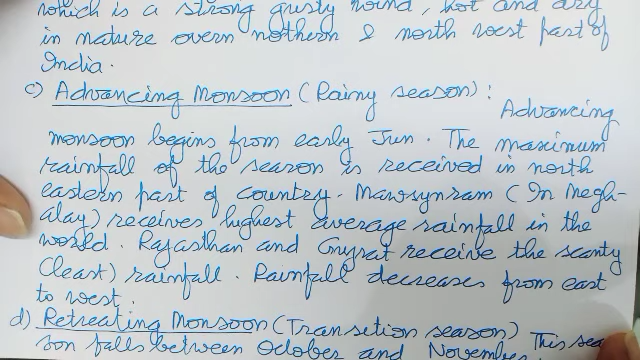 which is a strong gusty wind, hot and dry
in nature overn nothern & north west part of
India.
c) Advancing Monsoon (Rainy season) :
Advancing
monsoon begins from early Jun. The maximum
rainfall of the season is received in north
eastern part of country. Mawsynram (In Megh-
alay) receives highest average rainfall in the
world. Rajasthan and Gujrat receive the scanty
(least) rainfall. Rainfall decreases from east
to west.
d) Retreating Monsoon (Transition season) This sea
son falls between October and November